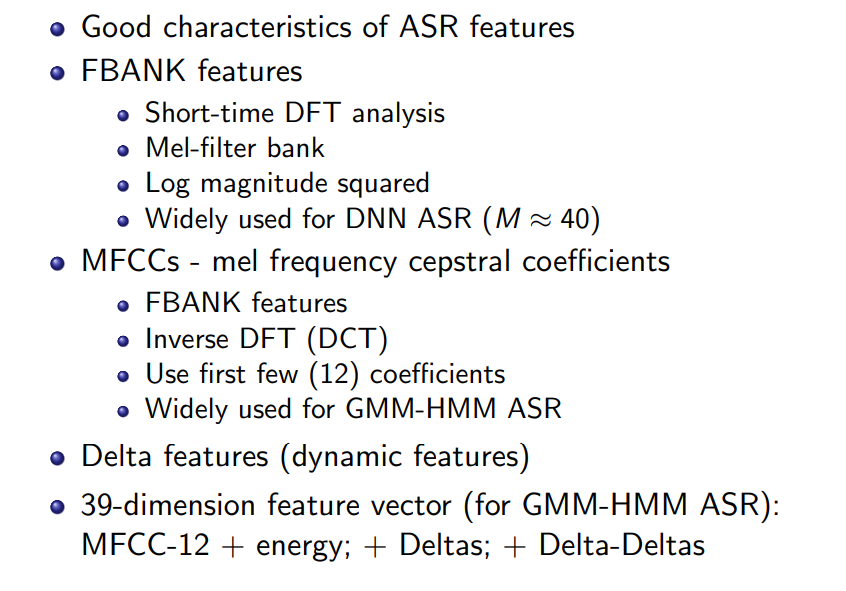 Good characteristics of ASR features
FBANK features
Short-time DFT analysis
Mel-filter bank
Log magnitude squared
Widely used for DNN ASR (M ≈ 40)
MFCCs - mel frequency cepstral coefficients
FBANK features
Inverse DFT (DCT)
Use first few (12) coefficients
Widely used for GMM-HMM ASR
Delta features (dynamic features)
39-dimension feature vector (for GMM-HMM ASR):
MFCC-12 + energy; + Deltas; + Delta-Deltas